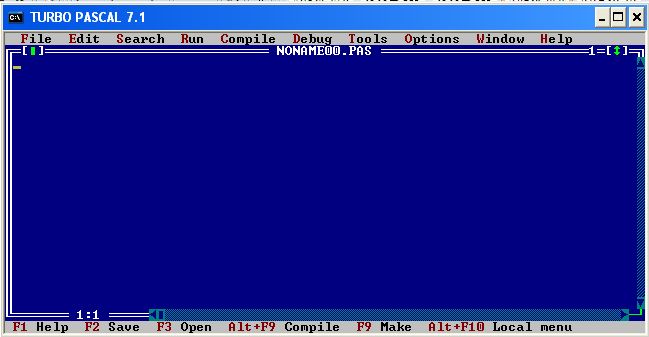 C:\ TURBO PASCAL 7.1
File Edit Search Run Compile Debug Tools Options Window Help
[■] NONAME00.PAS 1=[↕]
1:1
F1 Help F2 Save F3 Open Alt+F9 Compile F9 Make Alt+F10 Local menu